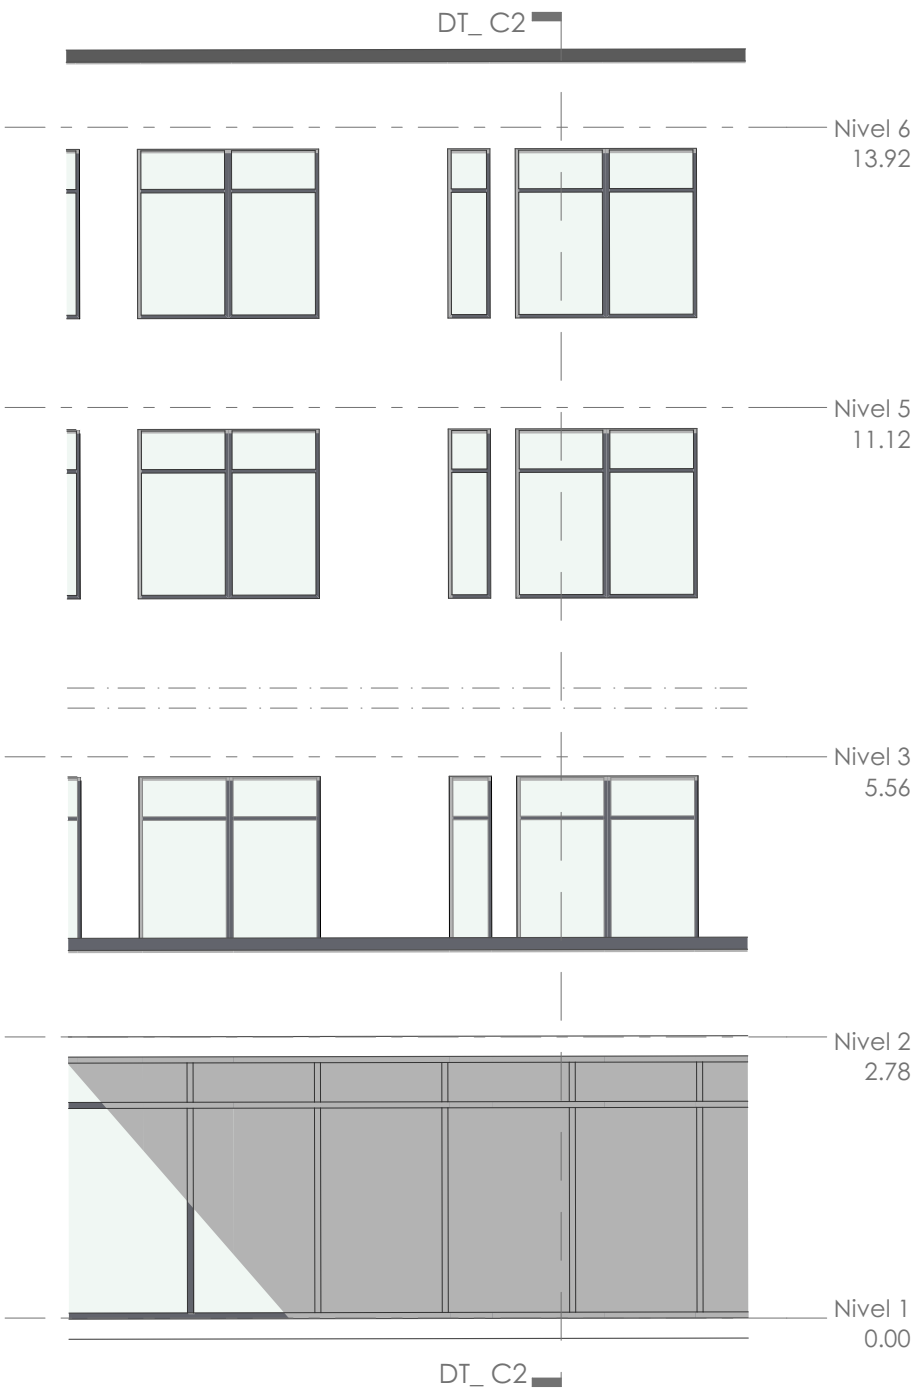 DT_ C2
Nivel 6
13.92
Nivel 5
11.12
Nivel 3
5.56
Nivel 2
2.78
Nivel 1
0.00
DT_ C2